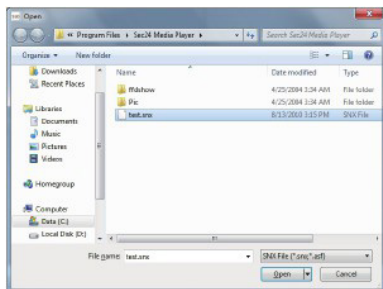 Open
« Program Files ▸ Sec24 Media Player ▸
Search Sec24 Media Player
Organize ▾ New folder
Downloads
Recent Places
Libraries
Documents
Music
Pictures
Videos
Homegroup
Computer
Data (C:)
Local Disk (D:)
Name Date modified Type
ffdshow 4/25/2004 3:34 AM File folder
Pic 4/25/2004 3:34 AM File folder
test.snx 8/13/2010 3:15 PM SNX File
File name: test.snx
SNX File (*.snx;*.asf)
Open Cancel